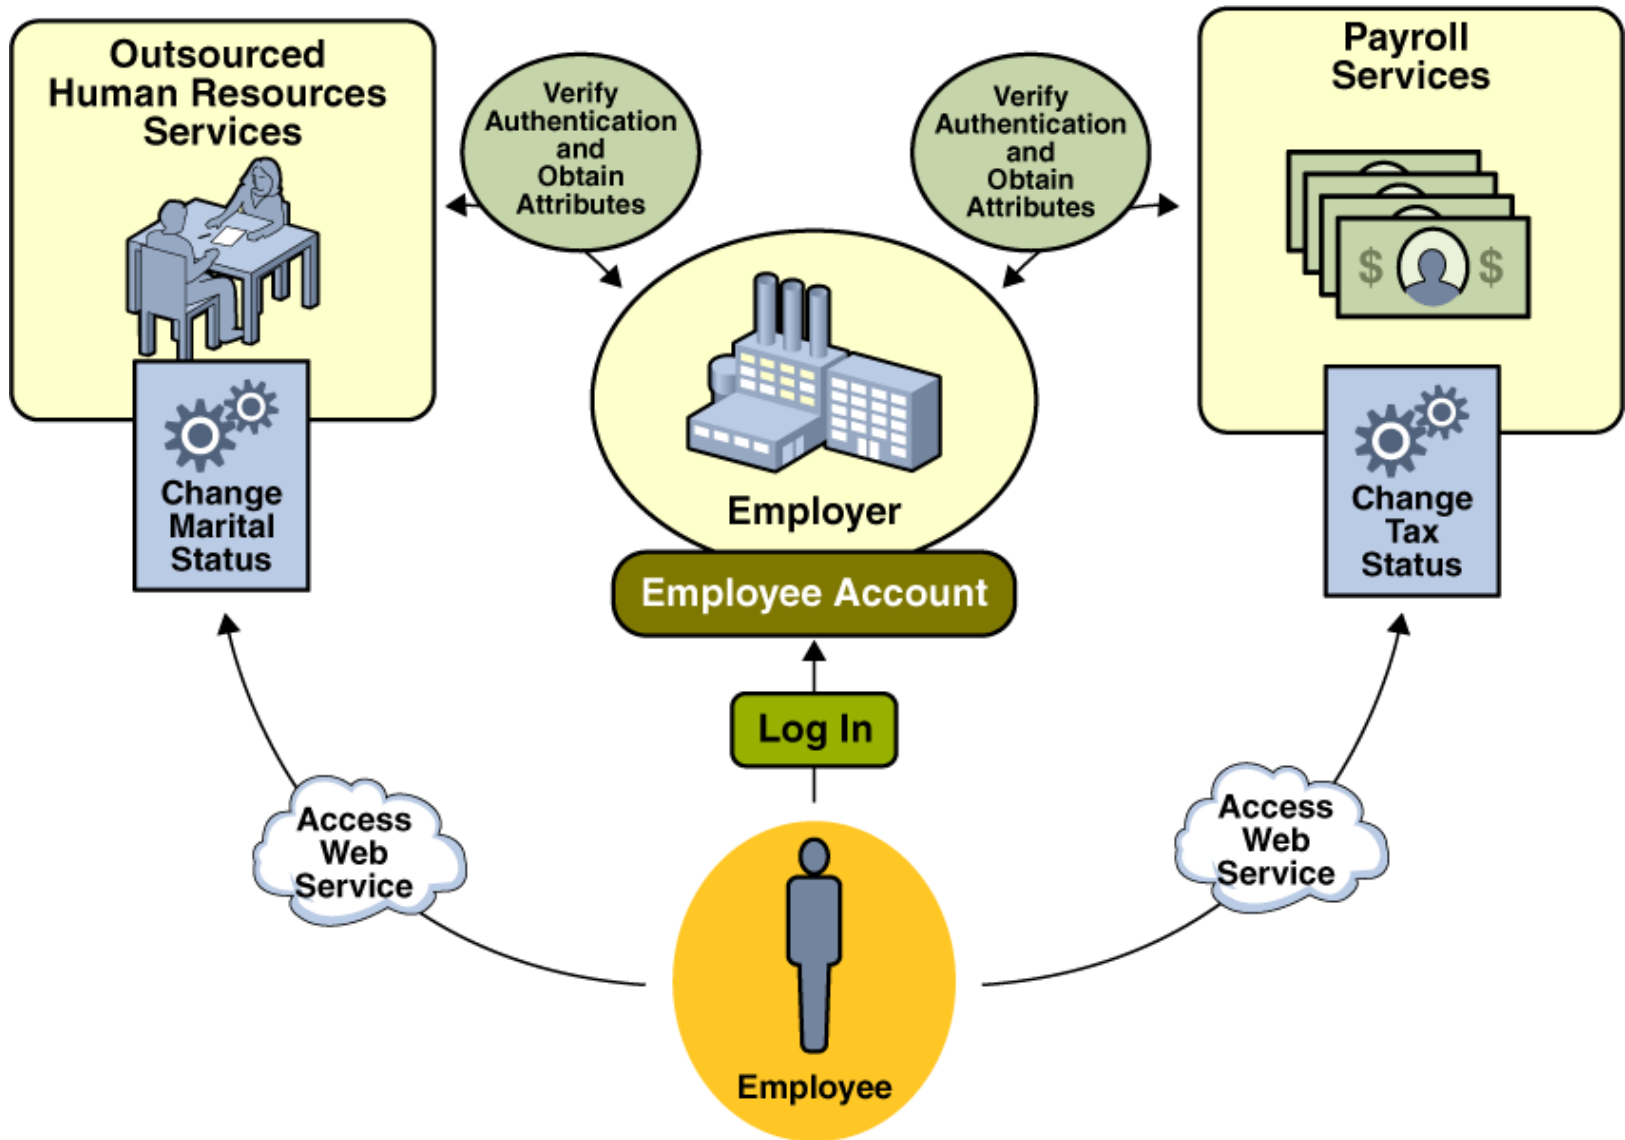 Outsourced
Human Resources
Services
Verify
Authentication
and
Obtain
Attributes
Verify
Authentication
and
Obtain
Attributes
Payroll
Services
$ $
Employer
Change
Marital
Status
Change
Tax
Status
Employee Account
Log In
Access
Web
Service
Access
Web
Service
Employee